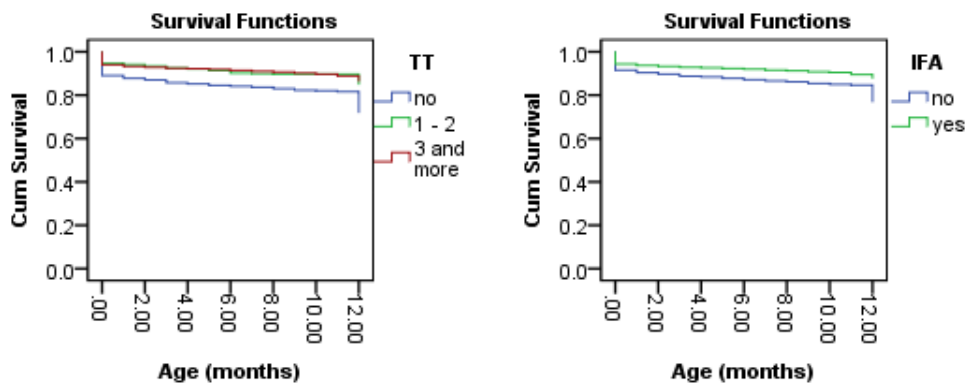 Survival Functions
TT
no
1 - 2
3 and
more
Cum Survival
1.0
0.8
0.6
0.4
0.2
0.0
.00
2.00
4.00
6.00
8.00
10.00
12.00
Age (months)
Survival Functions
IFA
no
yes
Cum Survival
1.0
0.8
0.6
0.4
0.2
0.0
.00
2.00
4.00
6.00
8.00
10.00
12.00
Age (months)